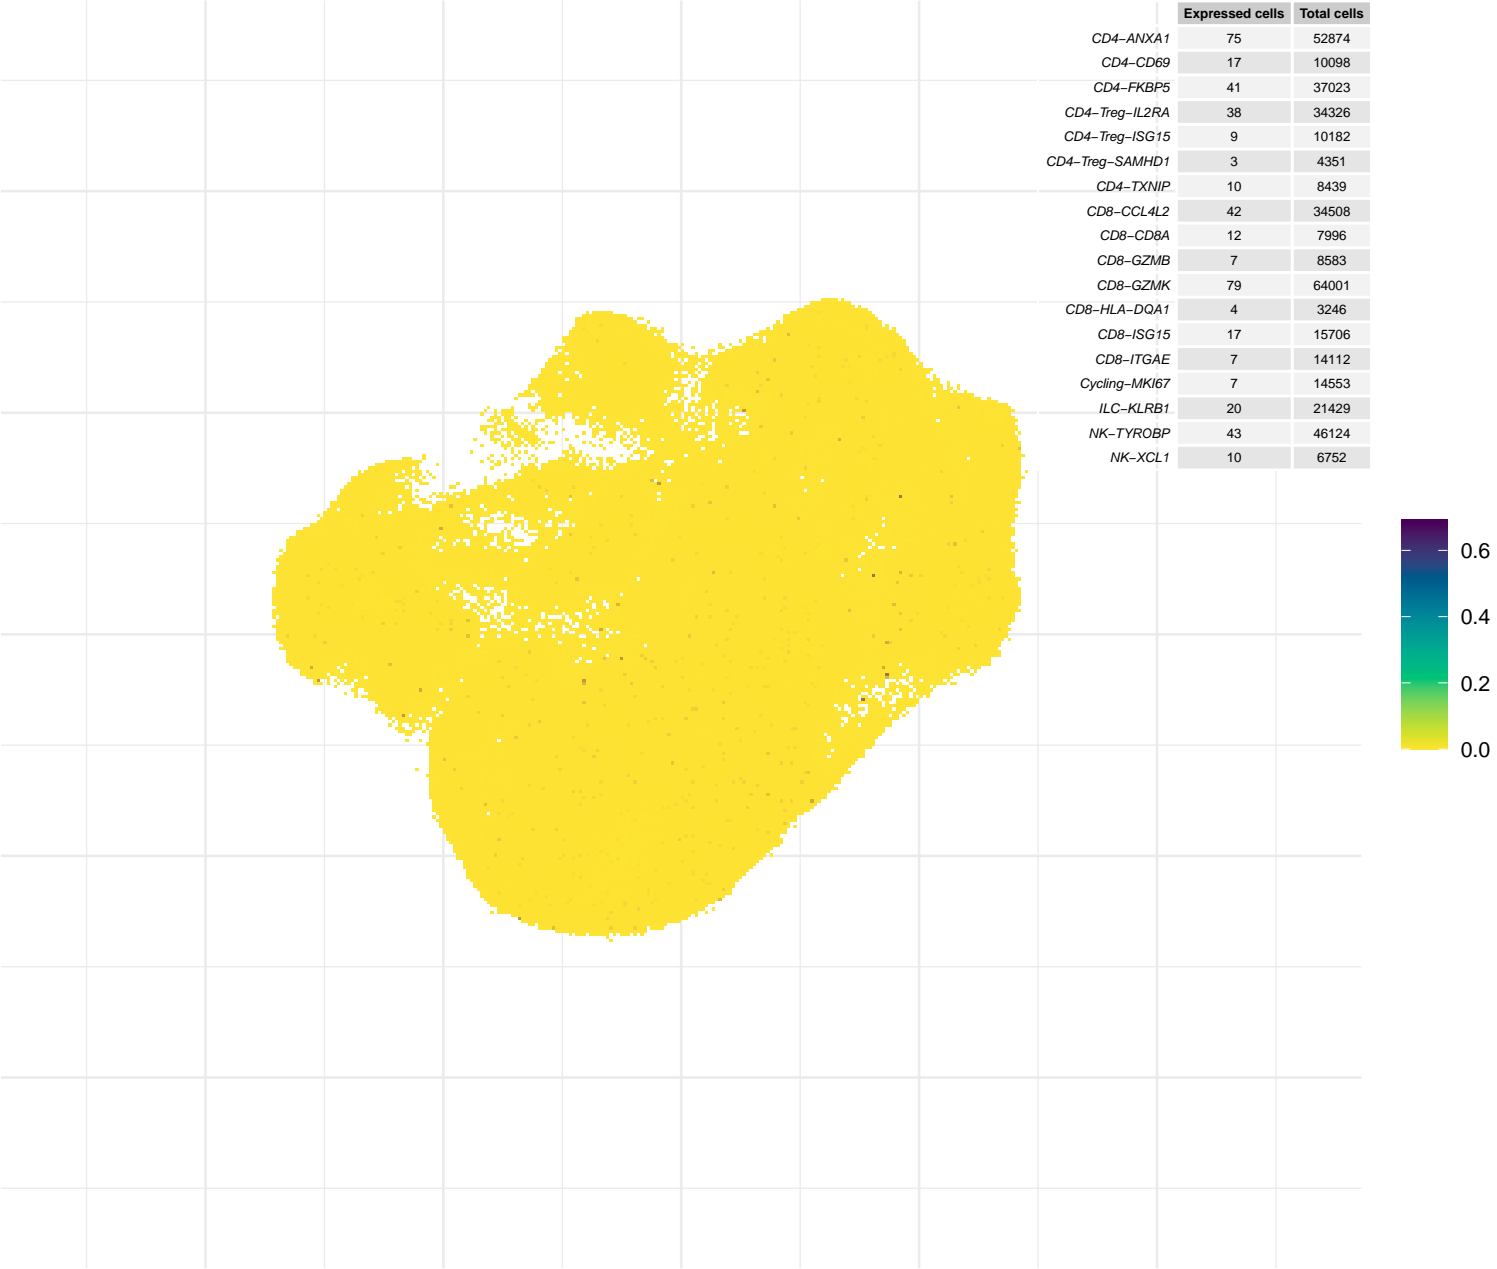 Expressed cells Total cells
CD4−ANXA1 75 52874
CD4−CD69 17 10098
CD4−FKBP5 41 37023
CD4−Treg−IL2RA 38 34326
CD4−Treg−ISG15 9 10182
CD4−Treg−SAMHD1 3 4351
CD4−TXNIP 10 8439
CD8−CCL4L2 42 34508
CD8−CD8A 12 7996
CD8−GZMB 7 8583
CD8−GZMK 79 64001
CD8−HLA−DQA1 4 3246
CD8−ISG15 17 15706
CD8−ITGAE 7 14112
Cycling−MKI67 7 14553
ILC−KLRB1 20 21429
NK−TYROBP 43 46124
NK−XCL1 10 6752
0.6
0.4
0.2
0.0